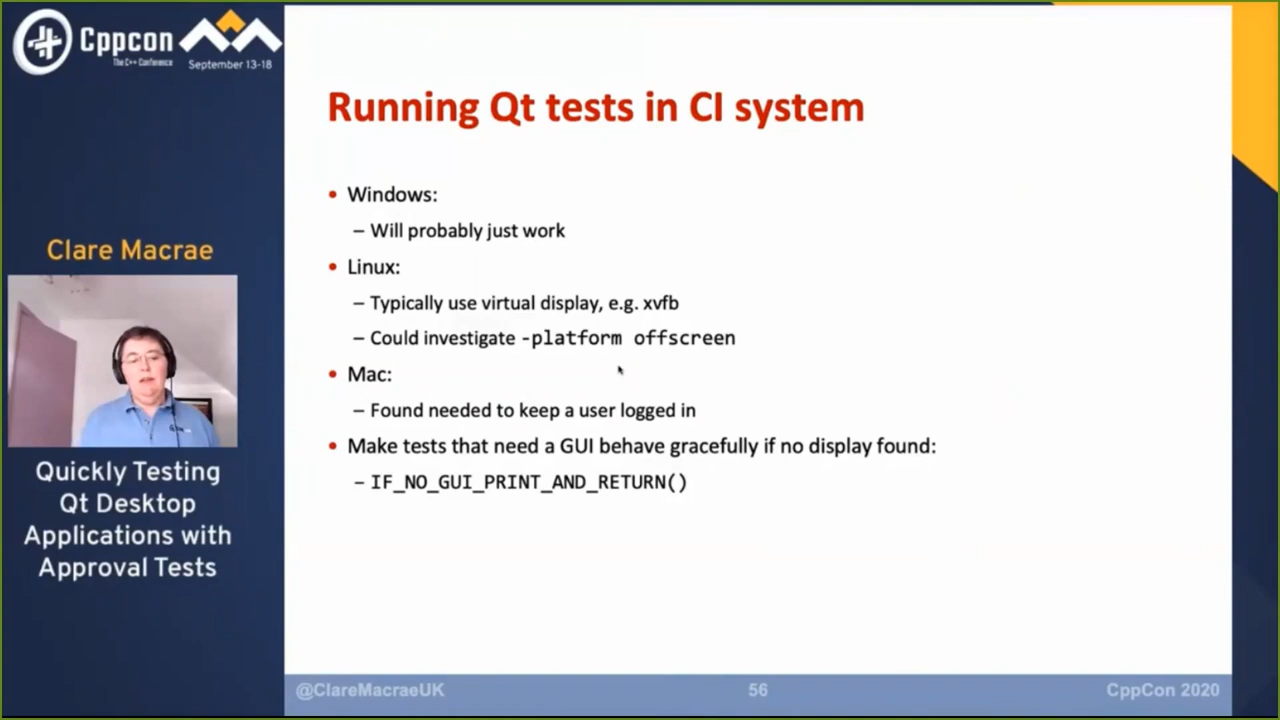 Cppcon
The C++ Conference
September 13-18
Running Qt tests in CI system
• Windows:
– Will probably just work
• Linux:
– Typically use virtual display, e.g. xvfb
– Could investigate -platform offscreen
• Mac:
– Found needed to keep a user logged in
• Make tests that need a GUI behave gracefully if no display found:
– IF_NO_GUI_PRINT_AND_RETURN()
Clare Macrae
Quickly Testing
Qt Desktop
Applications with
Approval Tests
@ClareMacraeUK
56
CppCon 2020